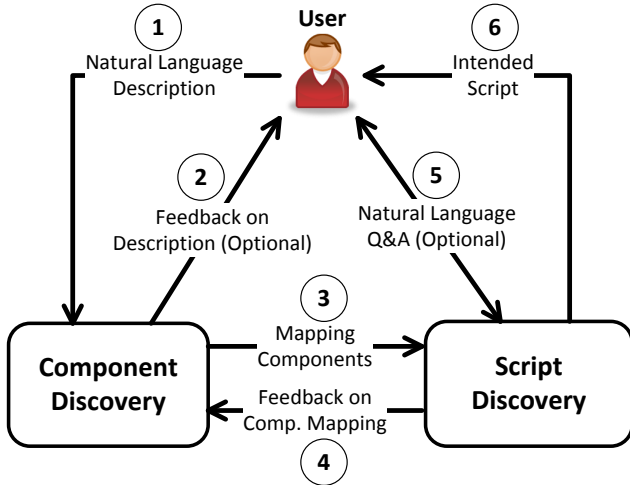 User
1
Natural Language
Description
6
Intended
Script
2
Feedback on
Description (Optional)
5
Natural Language
Q&A (Optional)
3
Mapping
Components
Component
Discovery
Script
Discovery
Feedback on
Comp. Mapping
4